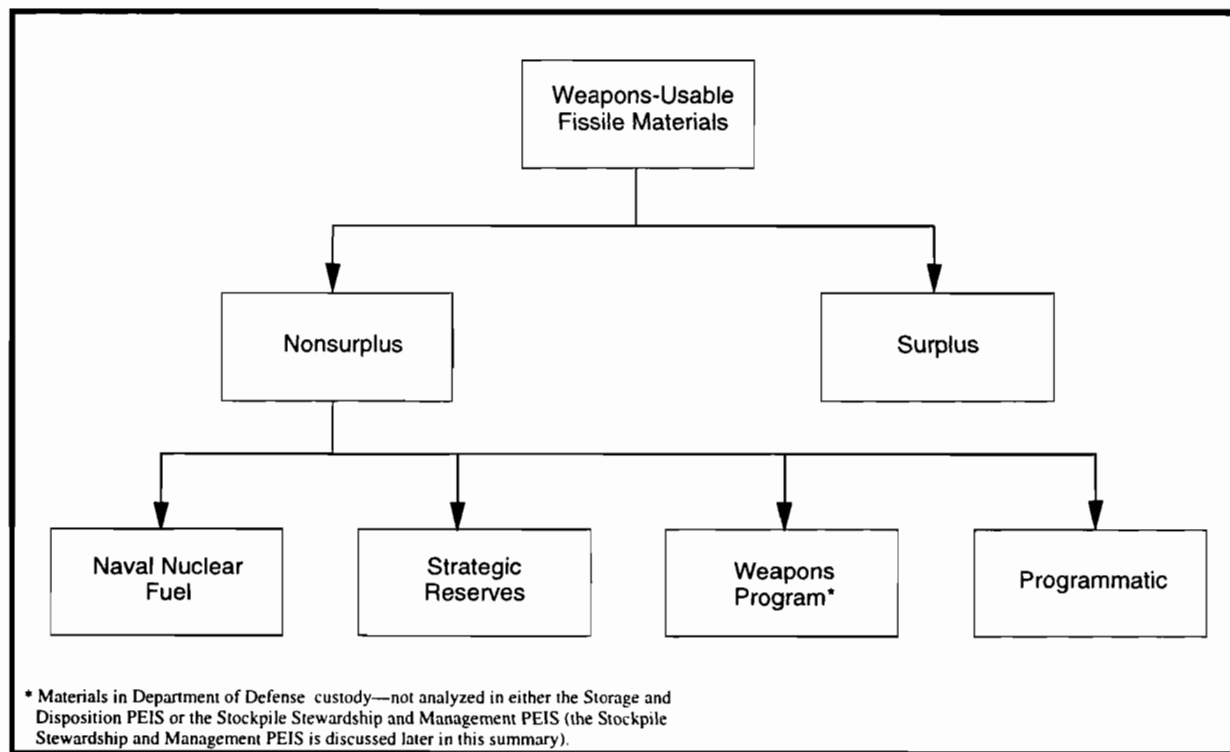 Weapons-Usable
Fissile Materials
Nonsurplus
Surplus
Naval Nuclear
Fuel
Strategic
Reserves
Weapons
Program*
Programmatic
* Materials in Department of Defense custody—not analyzed in either the Storage and
Disposition PEIS or the Stockpile Stewardship and Management PEIS (the Stockpile
Stewardship and Management PEIS is discussed later in this summary).